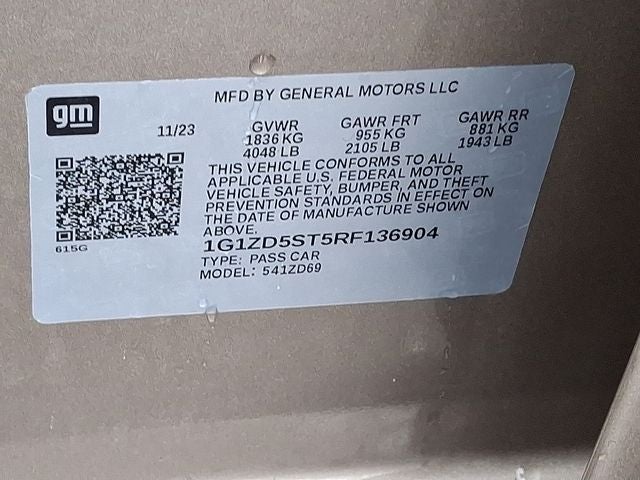 gm
MFD BY GENERAL MOTORS LLC
11/23
GVWR
1836 KG
4048 LB
GAWR FRT
955 KG
2105 LB
GAWR RR
881 KG
1943 LB
THIS VEHICLE CONFORMS TO ALL
APPLICABLE U.S. FEDERAL MOTOR
VEHICLE SAFETY, BUMPER, AND THEFT
PREVENTION STANDARDS IN EFFECT ON
THE DATE OF MANUFACTURE SHOWN
ABOVE.
615G
1G1ZD5ST5RF136904
TYPE: PASS CAR
MODEL: 541ZD69